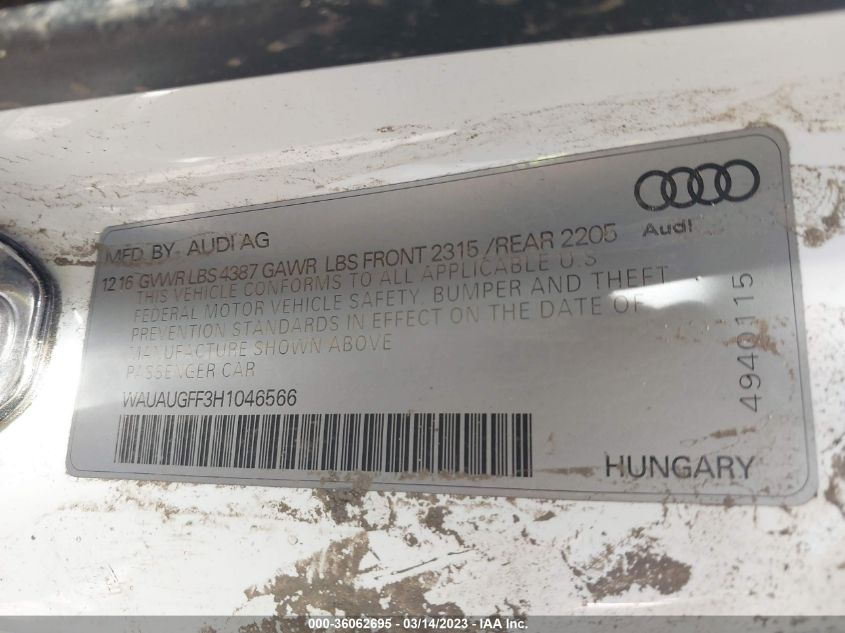 Audi
MFD. BY. AUDI AG
12 16 GVWR LBS 4387 GAWR LBS FRONT 2315 /REAR 2205
THIS VEHICLE CONFORMS TO ALL APPLICABLE U.S
FEDERAL MOTOR VEHICLE SAFETY, BUMPER AND THEFT
PREVENTION STANDARDS IN EFFECT ON THE DATE OF
MANUFACTURE SHOWN ABOVE
PASSENGER CAR
WAUAUGFF3H1046566
HUNGARY
4940115
000-36062695 - 03/14/2023 - IAA Inc.